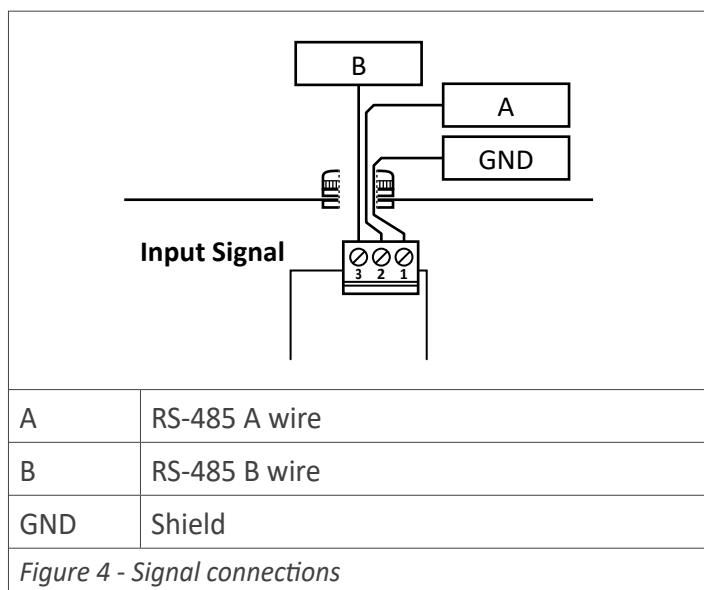 B
A
GND
Input Signal
3 2 1
A RS-485 A wire
B RS-485 B wire
GND Shield
Figure 4 - Signal connections